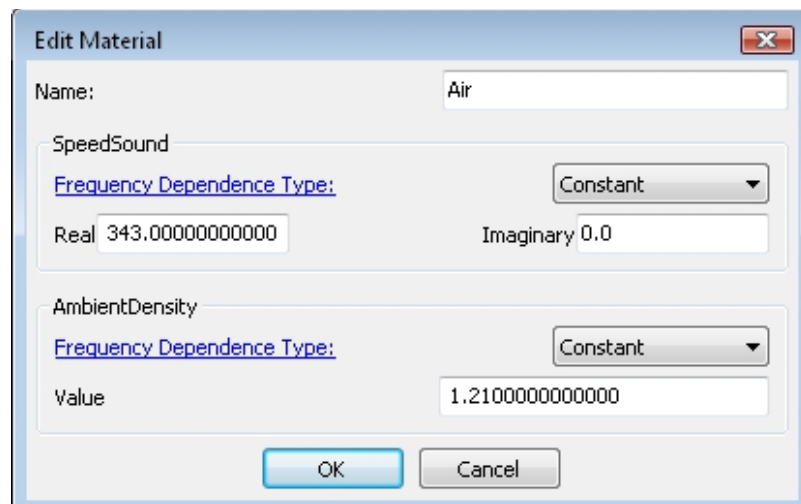 Edit Material
Name: Air
SpeedSound
Frequency Dependence Type: Constant
Real 343.00000000000 Imaginary 0.0
AmbientDensity
Frequency Dependence Type: Constant
Value 1.2100000000000
OK Cancel